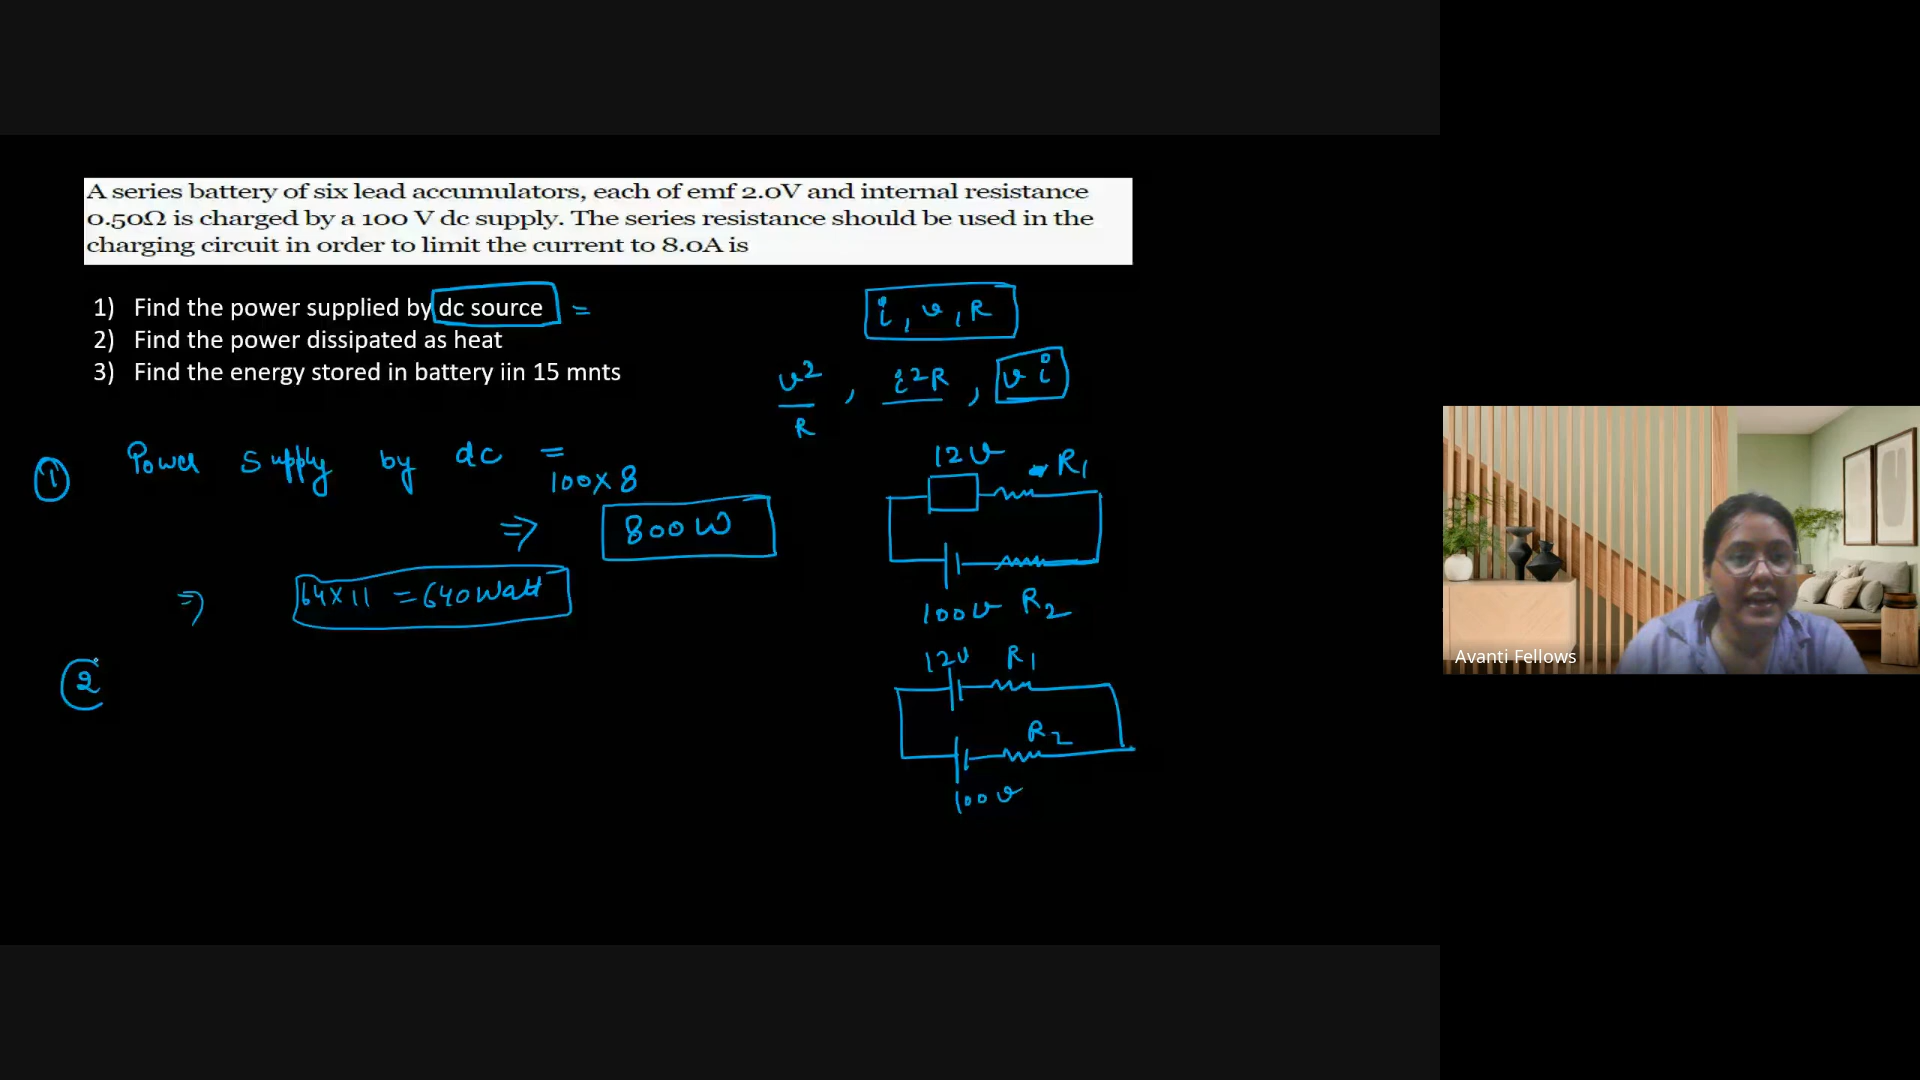 A series battery of six lead accumulators, each of emf 2.0V and internal resistance
0.50Ω is charged by a 100 V dc supply. The series resistance should be used in the
charging circuit in order to limit the current to 8.0A is
1) Find the power supplied by dc source =
2) Find the power dissipated as heat
3) Find the energy stored in battery iin 15 mnts
i, v, R
v²/R, i²R, vi
① Power Supply by dc =
100 x 8
⇒ 800 W
⇒ 64 x 11 = 640 watt
②
12v R1
100v R2
12v R1
R2
100v
Avanti Fellows